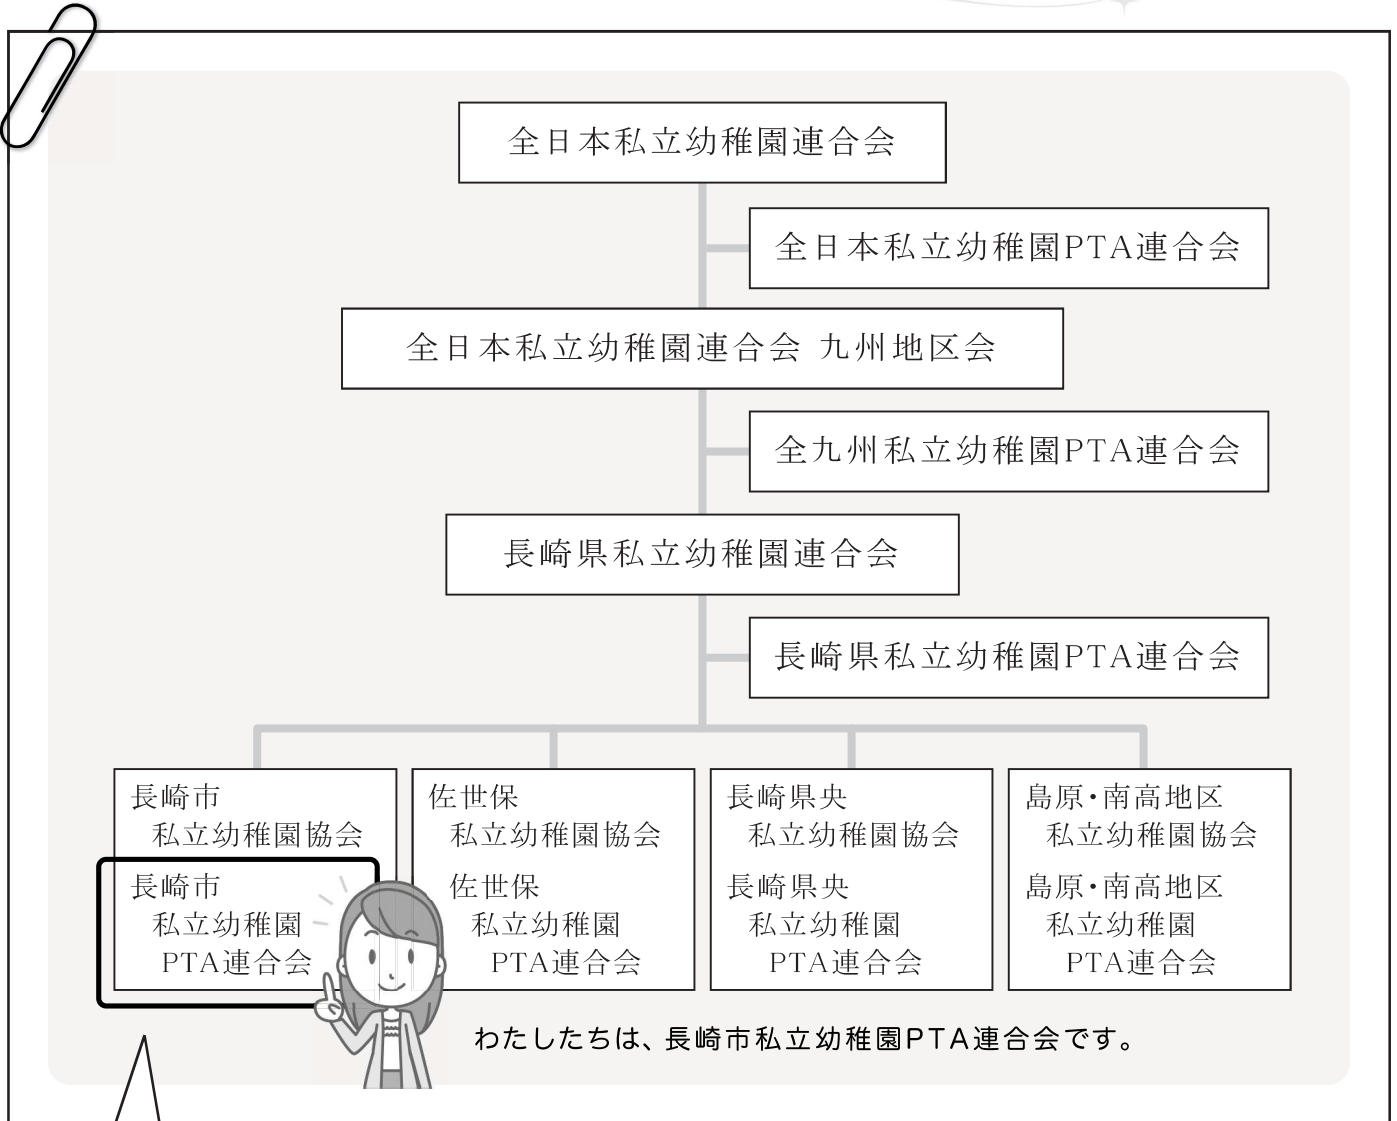 全日本私立幼稚園連合会
全日本私立幼稚園PTA連合会
全日本私立幼稚園連合会 九州地区会
全九州私立幼稚園PTA連合会
長崎県私立幼稚園連合会
長崎県私立幼稚園PTA連合会
長崎市
私立幼稚園協会
長崎市
私立幼稚園
PTA連合会
佐世保
私立幼稚園協会
佐世保
私立幼稚園
PTA連合会
長崎県央
私立幼稚園協会
長崎県央
私立幼稚園
PTA連合会
島原・南高地区
私立幼稚園協会
島原・南高地区
私立幼稚園
PTA連合会
わたしたちは、長崎市私立幼稚園PTA連合会です。